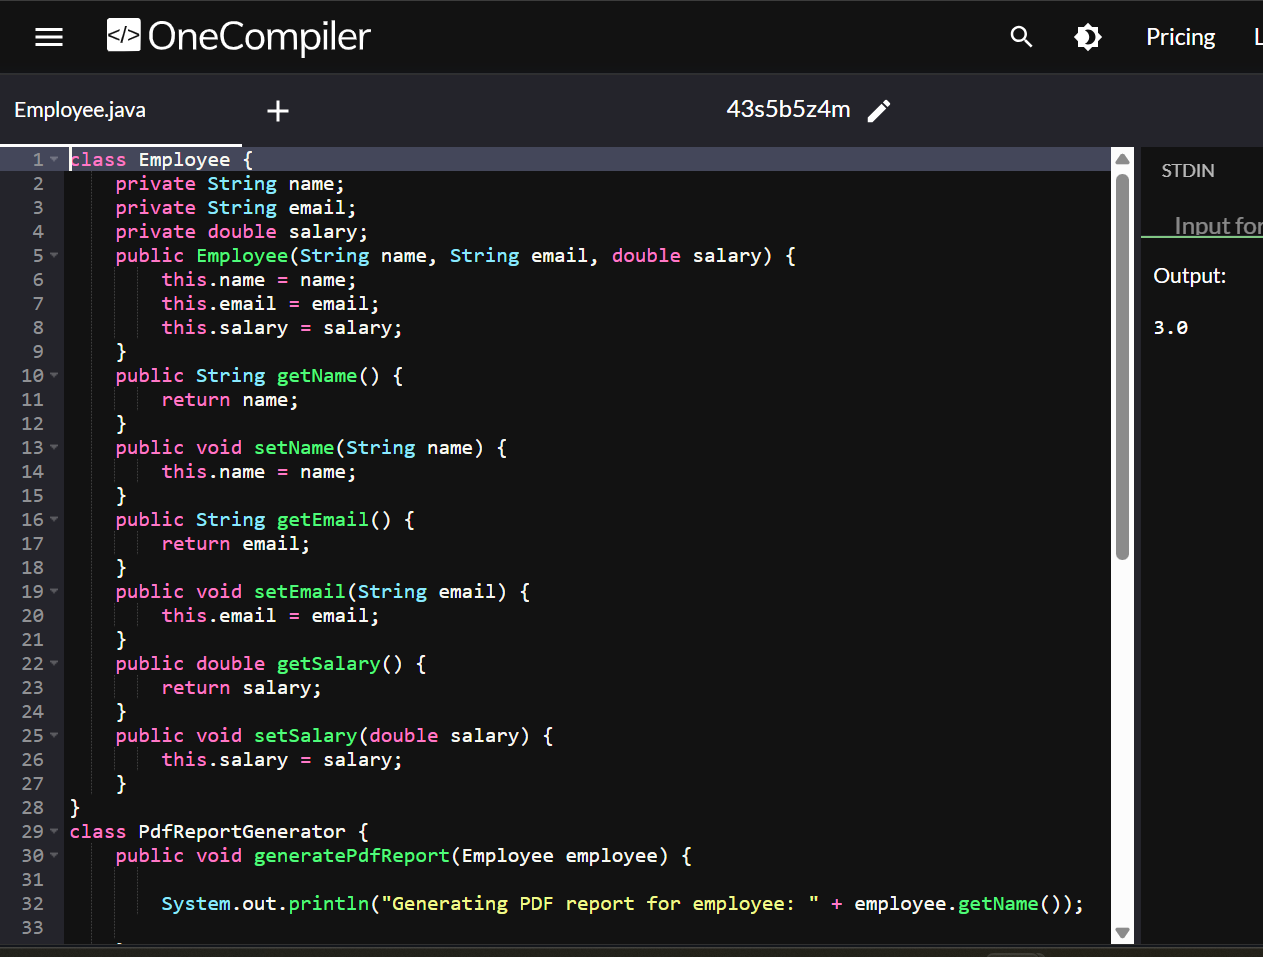 </> OneCompiler
Pricing
Employee.java
+
43s5b5z4m
1 class Employee {
2     private String name;
3     private String email;
4     private double salary;
5     public Employee(String name, String email, double salary) {
6         this.name = name;
7         this.email = email;
8         this.salary = salary;
9     }
10     public String getName() {
11         return name;
12     }
13     public void setName(String name) {
14         this.name = name;
15     }
16     public String getEmail() {
17         return email;
18     }
19     public void setEmail(String email) {
20         this.email = email;
21     }
22     public double getSalary() {
23         return salary;
24     }
25     public void setSalary(double salary) {
26         this.salary = salary;
27     }
28 }
29 class PdfReportGenerator {
30     public void generatePdfReport(Employee employee) {
31
32         System.out.println("Generating PDF report for employee: " + employee.getName());
33
STDIN
Input for
Output:
3.0